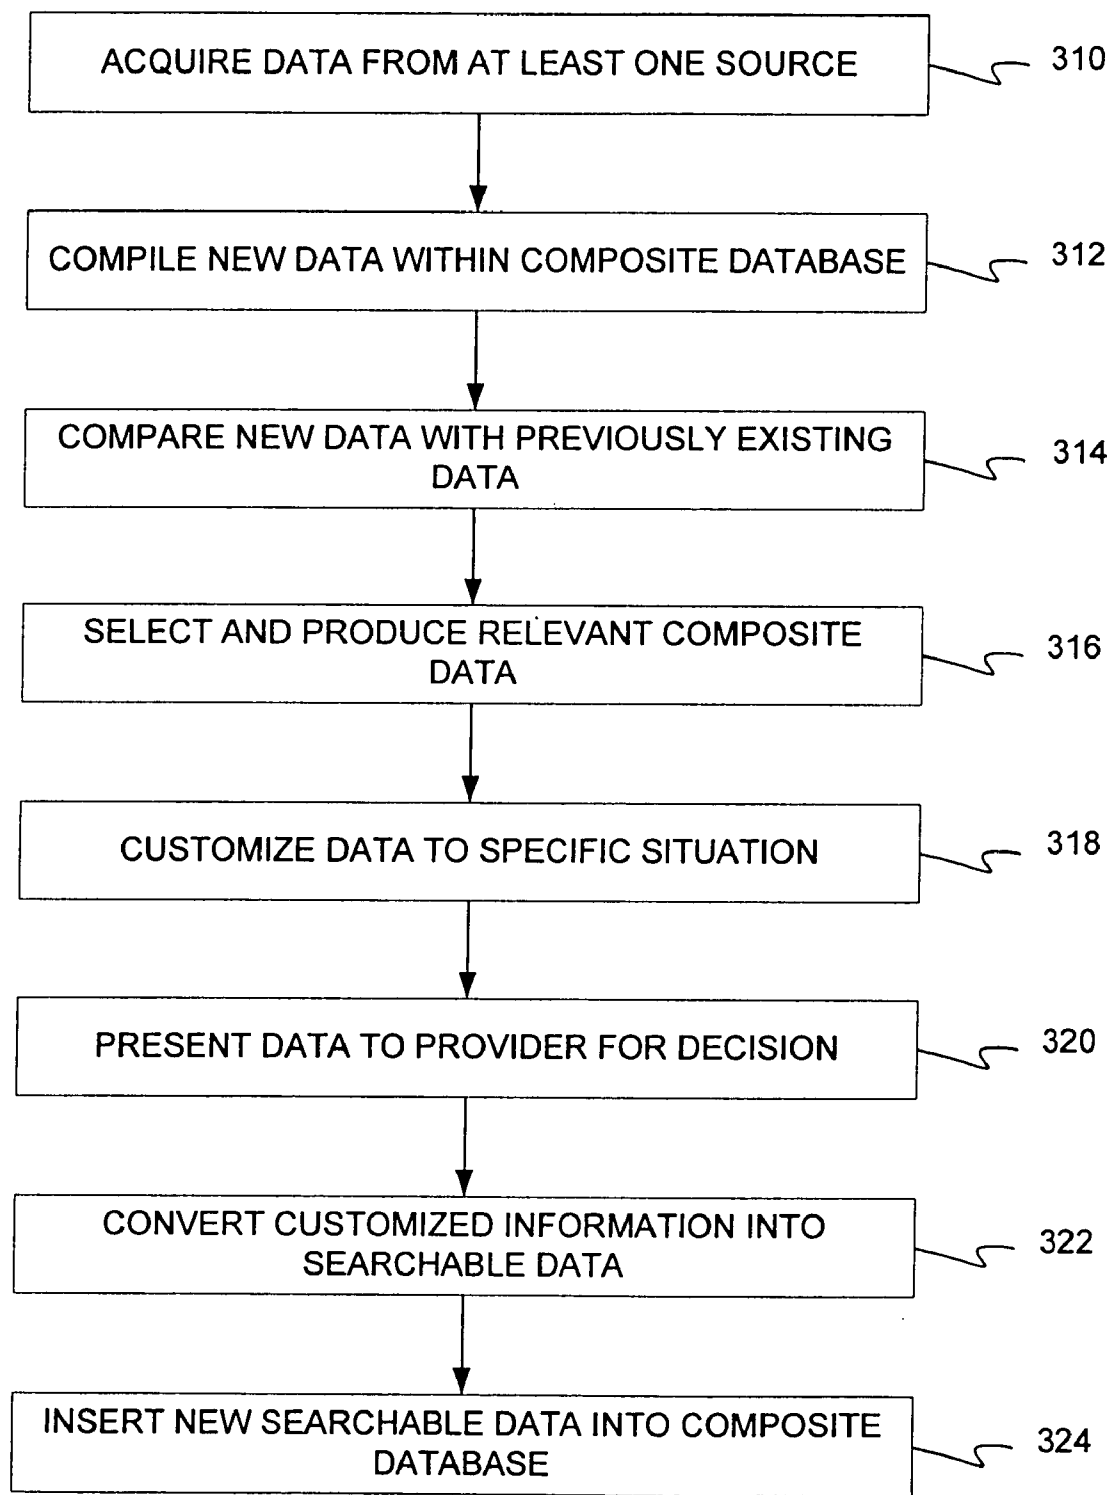 ACQUIRE DATA FROM AT LEAST ONE SOURCE
310
COMPILE NEW DATA WITHIN COMPOSITE DATABASE
312
COMPARE NEW DATA WITH PREVIOUSLY EXISTING
DATA
314
SELECT AND PRODUCE RELEVANT COMPOSITE
DATA
316
CUSTOMIZE DATA TO SPECIFIC SITUATION
318
PRESENT DATA TO PROVIDER FOR DECISION
320
CONVERT CUSTOMIZED INFORMATION INTO
SEARCHABLE DATA
322
INSERT NEW SEARCHABLE DATA INTO COMPOSITE
DATABASE
324